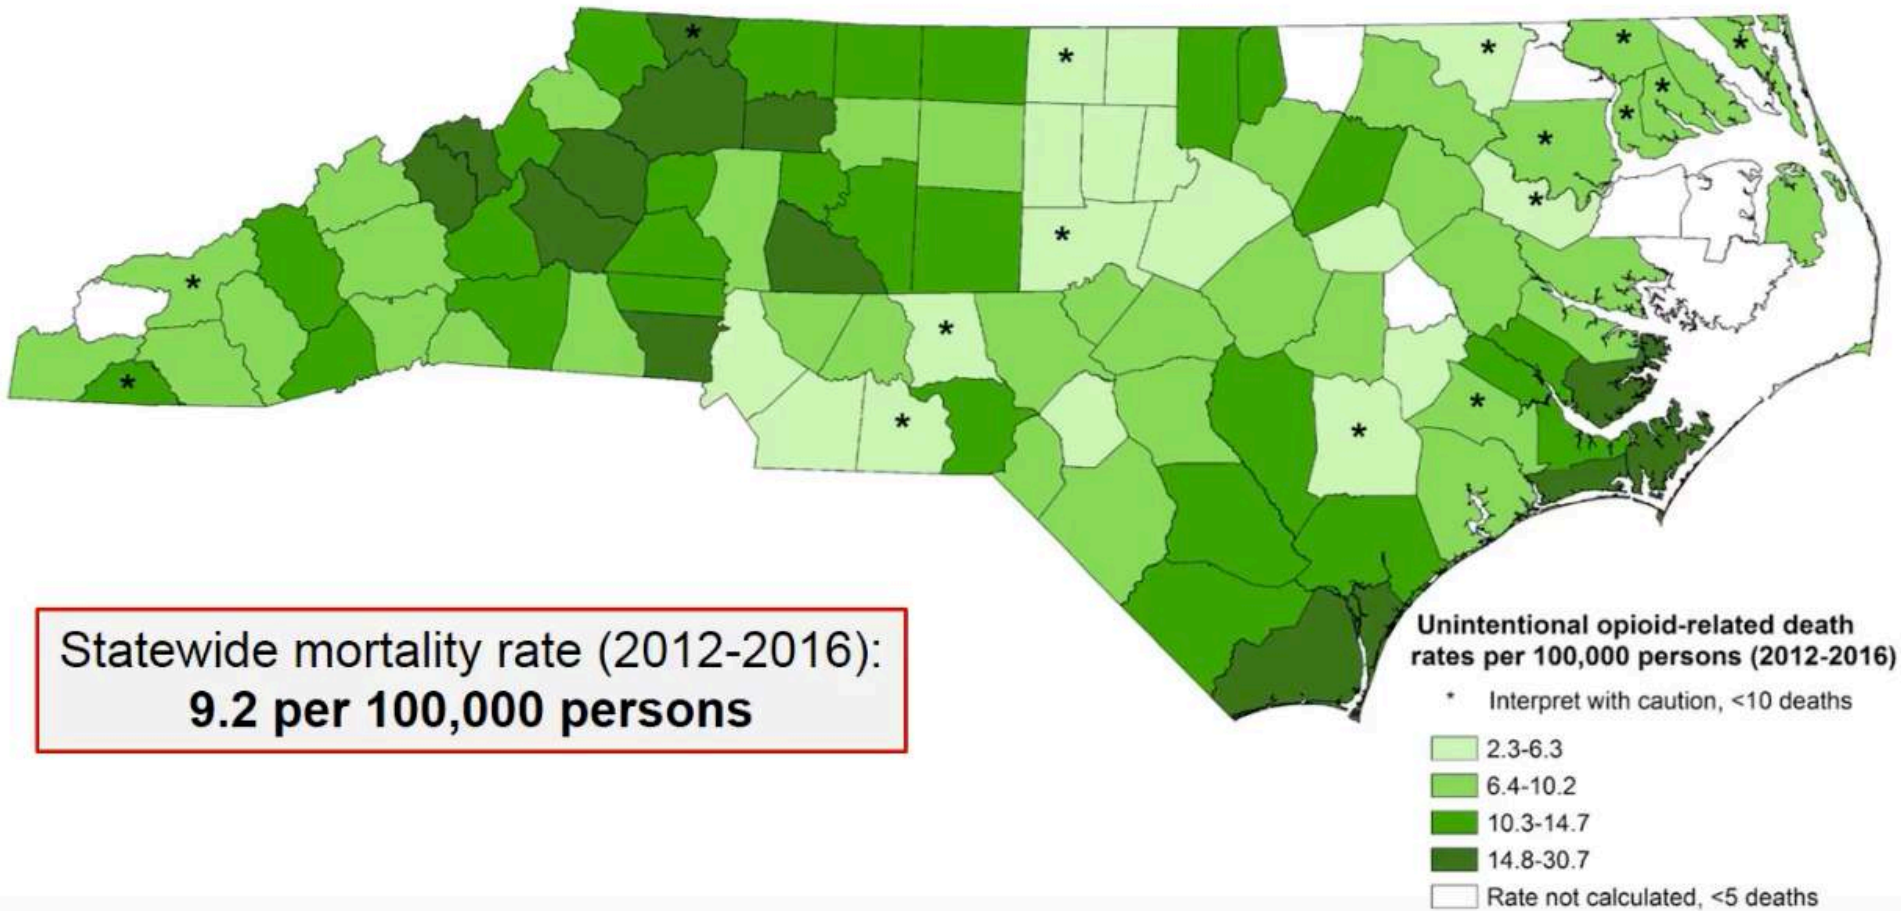 Statewide mortality rate (2012-2016):
9.2 per 100,000 persons
Unintentional opioid-related death
rates per 100,000 persons (2012-2016)
* Interpret with caution, <10 deaths
2.3-6.3
6.4-10.2
10.3-14.7
14.8-30.7
Rate not calculated, <5 deaths